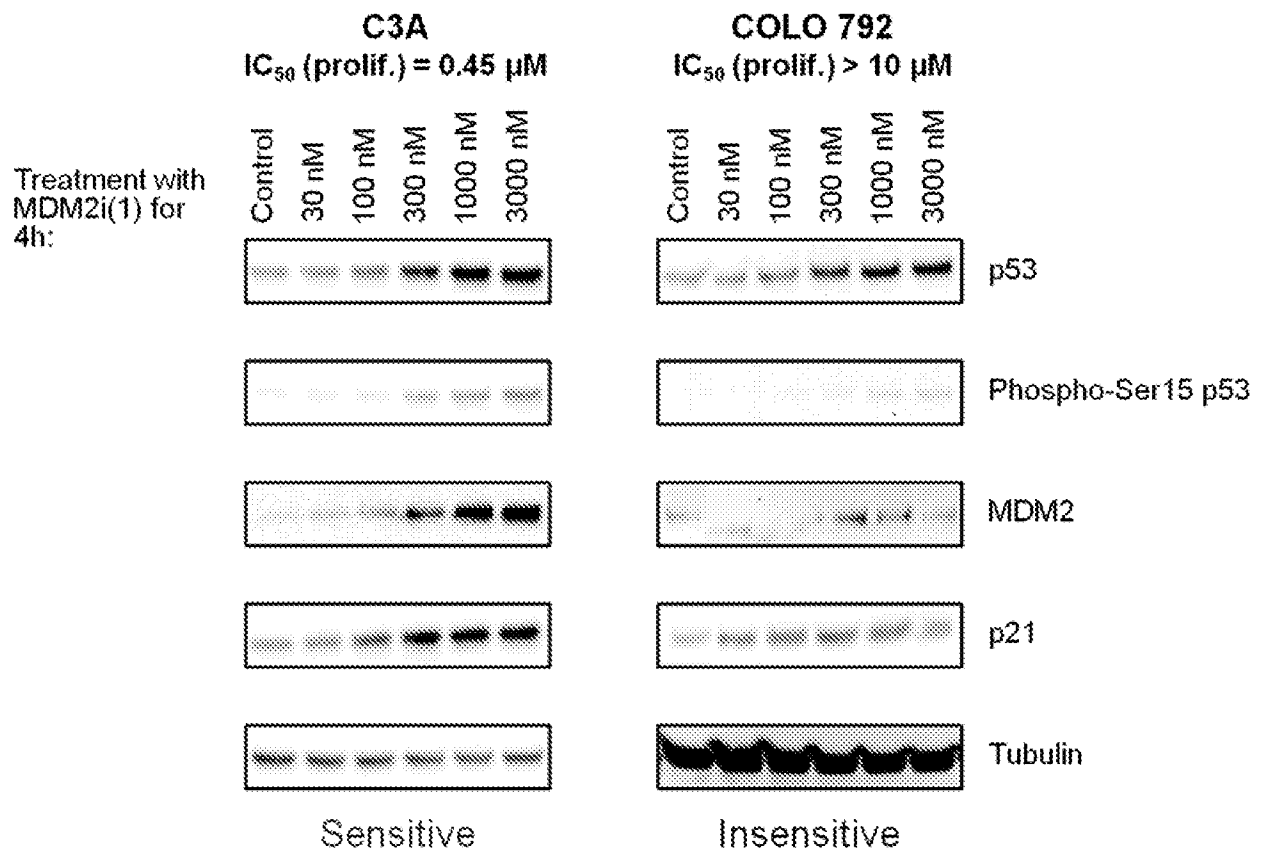 C3A
IC50 (prolif.) = 0.45 µM
COLO 792
IC50 (prolif.) > 10 µM
Treatment with
MDM2i(1) for
4h:
Control
30 nM
100 nM
300 nM
1000 nM
3000 nM
Control
30 nM
100 nM
300 nM
1000 nM
3000 nM
p53
Phospho-Ser15 p53
MDM2
p21
Tubulin
Sensitive
Insensitive